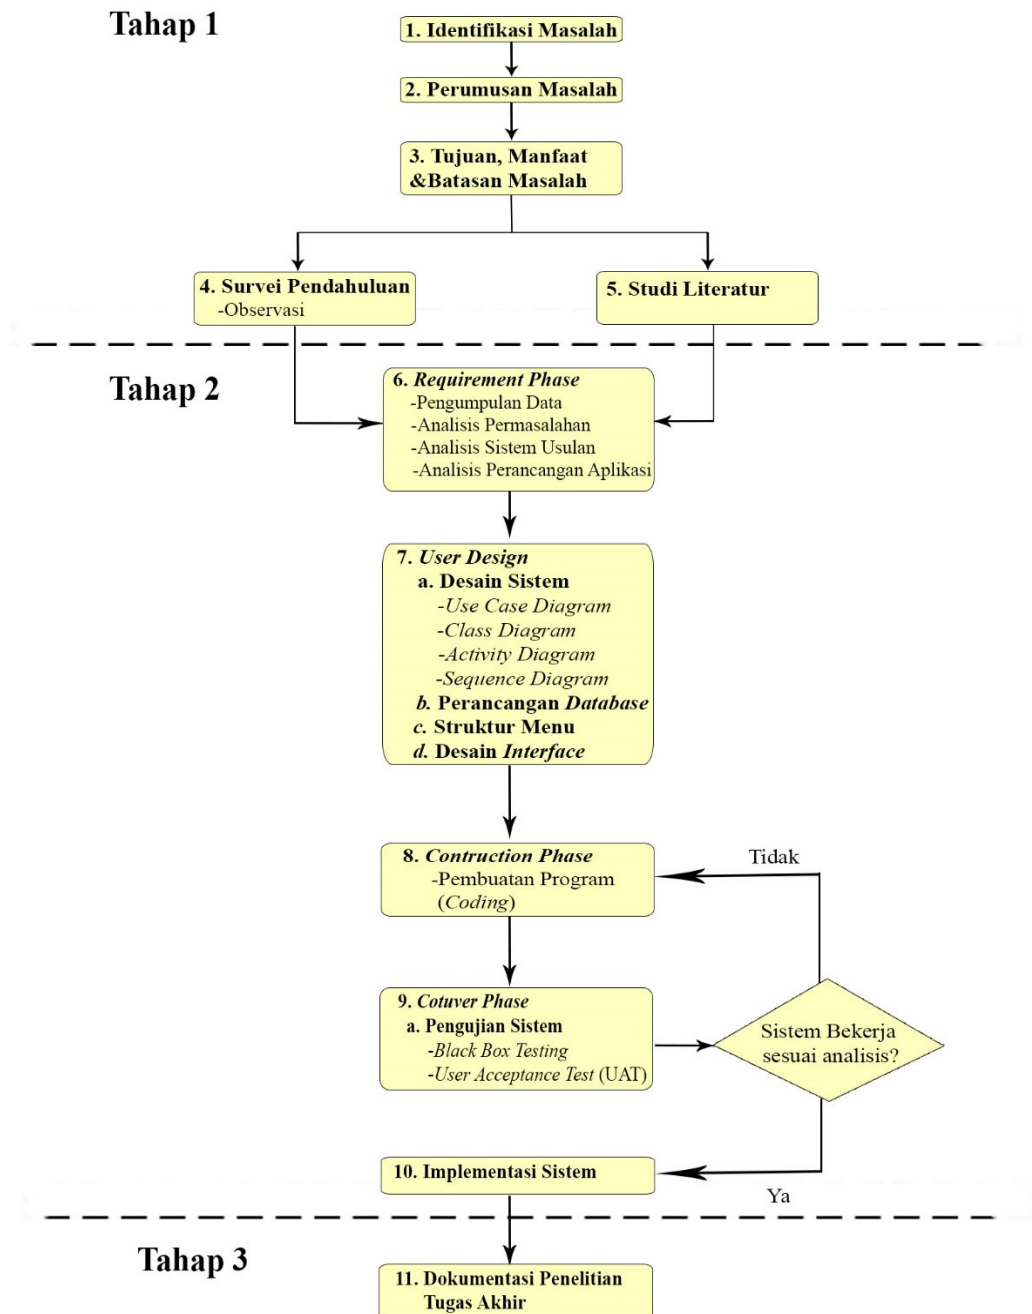 Tahap 1
1. Identifikasi Masalah
2. Perumusan Masalah
3. Tujuan, Manfaat
&Batasan Masalah
4. Survei Pendahuluan
-Observasi
5. Studi Literatur
Tahap 2
6. Requirement Phase
-Pengumpulan Data
-Analisis Permasalahan
-Analisis Sistem Usulan
-Analisis Perancangan Aplikasi
7. User Design
a. Desain Sistem
-Use Case Diagram
-Class Diagram
-Activity Diagram
-Sequence Diagram
b. Perancangan Database
c. Struktur Menu
d. Desain Interface
8. Contruction Phase
-Pembuatan Program
(Coding)
Tidak
9. Cotuver Phase
a. Pengujian Sistem
-Black Box Testing
-User Acceptance Test (UAT)
Sistem Bekerja
sesuai analisis?
10. Implementasi Sistem
Ya
Tahap 3
11. Dokumentasi Penelitian
Tugas Akhir